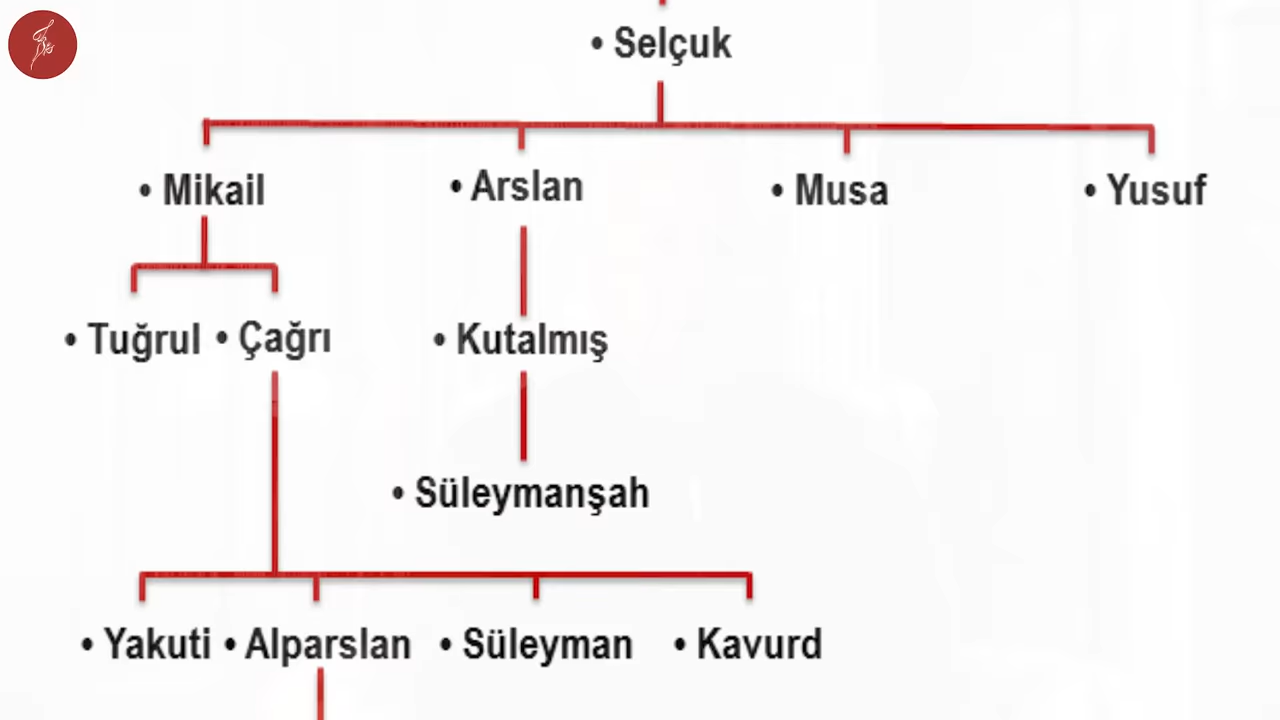 • Selçuk
• Mikail • Arslan • Musa • Yusuf
• Tuğrul • Çağrı • Kutalmış
• Süleymanşah
• Yakuti • Alparslan • Süleyman • Kavurd